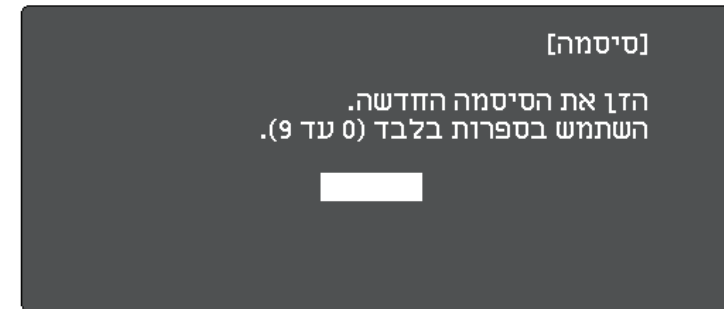 [סיסמה]
הזן את הסיסמה החדשה.
השתמש בספרות בלבד (0 עד 9).